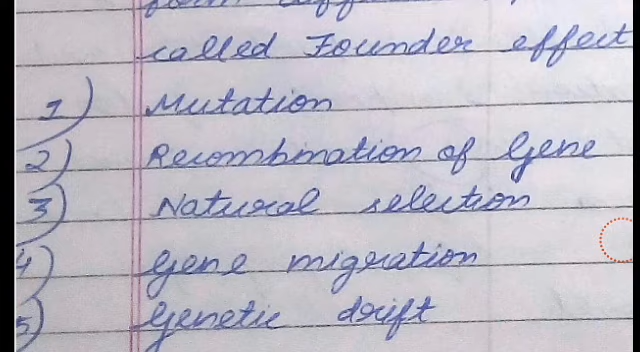 called Founder effect
1) Mutation
2) Recombination of Gene
3) Natural selection
4) Gene migration
5) Genetic drift